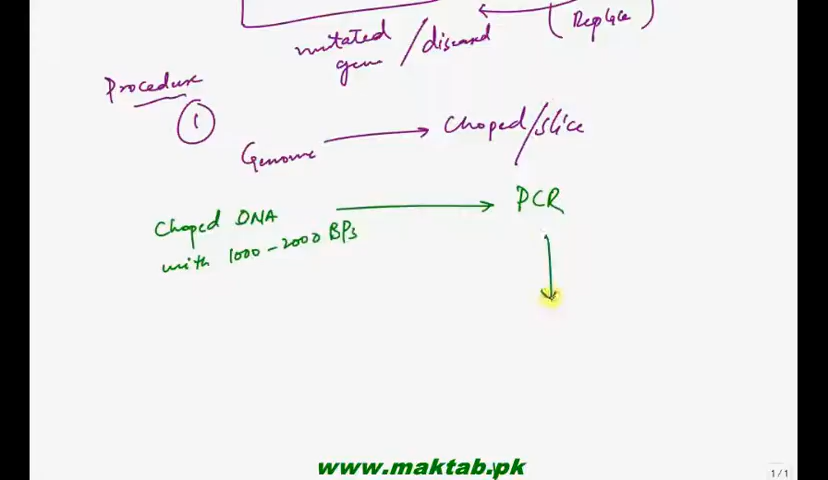 (Replace)
mutated / diseased
gene
Procedure
1
Genome → Choped/slice
Choped DNA → PCR
with 1000-2000 BPs
www.maktab.pk
1/1